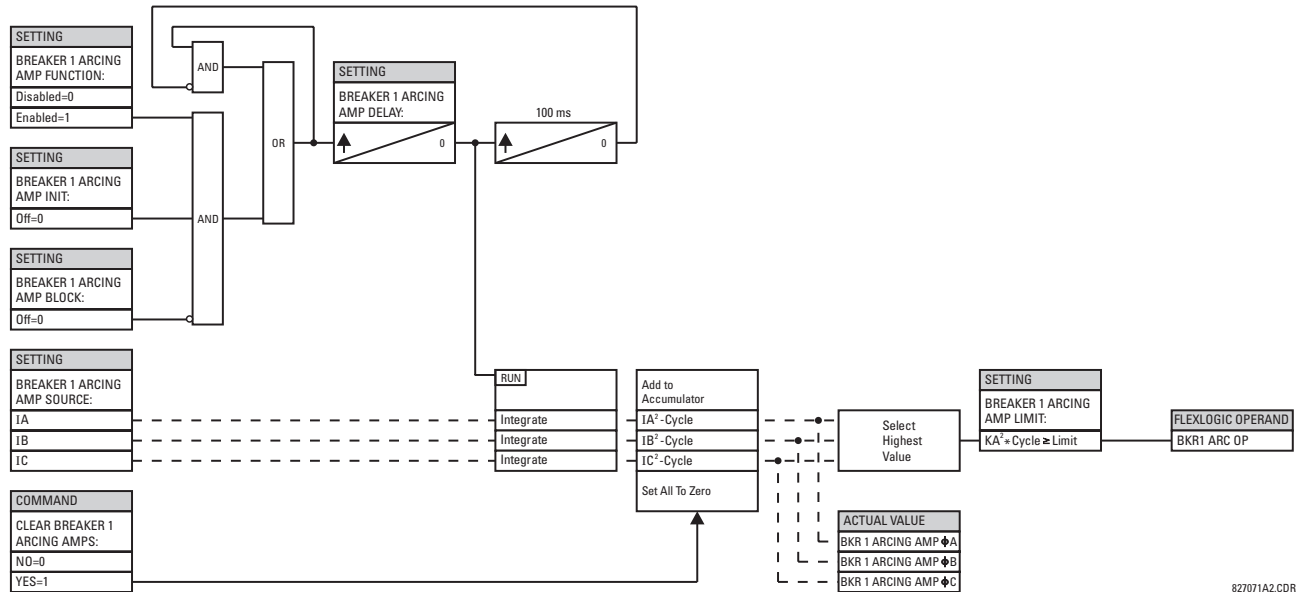 SETTING
BREAKER 1 ARCING
AMP FUNCTION:
Disabled=0
Enabled=1
SETTING
BREAKER 1 ARCING
AMP INIT:
Off=0
SETTING
BREAKER 1 ARCING
AMP BLOCK:
Off=0
SETTING
BREAKER 1 ARCING
AMP SOURCE:
IA
IB
IC
COMMAND
CLEAR BREAKER 1
ARCING AMPS:
NO=0
YES=1
AND
AND
OR
SETTING
BREAKER 1 ARCING
AMP DELAY:
0
100 ms
0
RUN
Integrate
Integrate
Integrate
Add to
Accumulator
IA²-Cycle
IB²-Cycle
IC²-Cycle
Set All To Zero
Select
Highest
Value
SETTING
BREAKER 1 ARCING
AMP LIMIT:
KA²*Cycle≥Limit
FLEXLOGIC OPERAND
BKR1 ARC OP
ACTUAL VALUE
BKR 1 ARCING AMP ɸA
BKR 1 ARCING AMP ɸB
BKR 1 ARCING AMP ɸC
827071A2.CDR